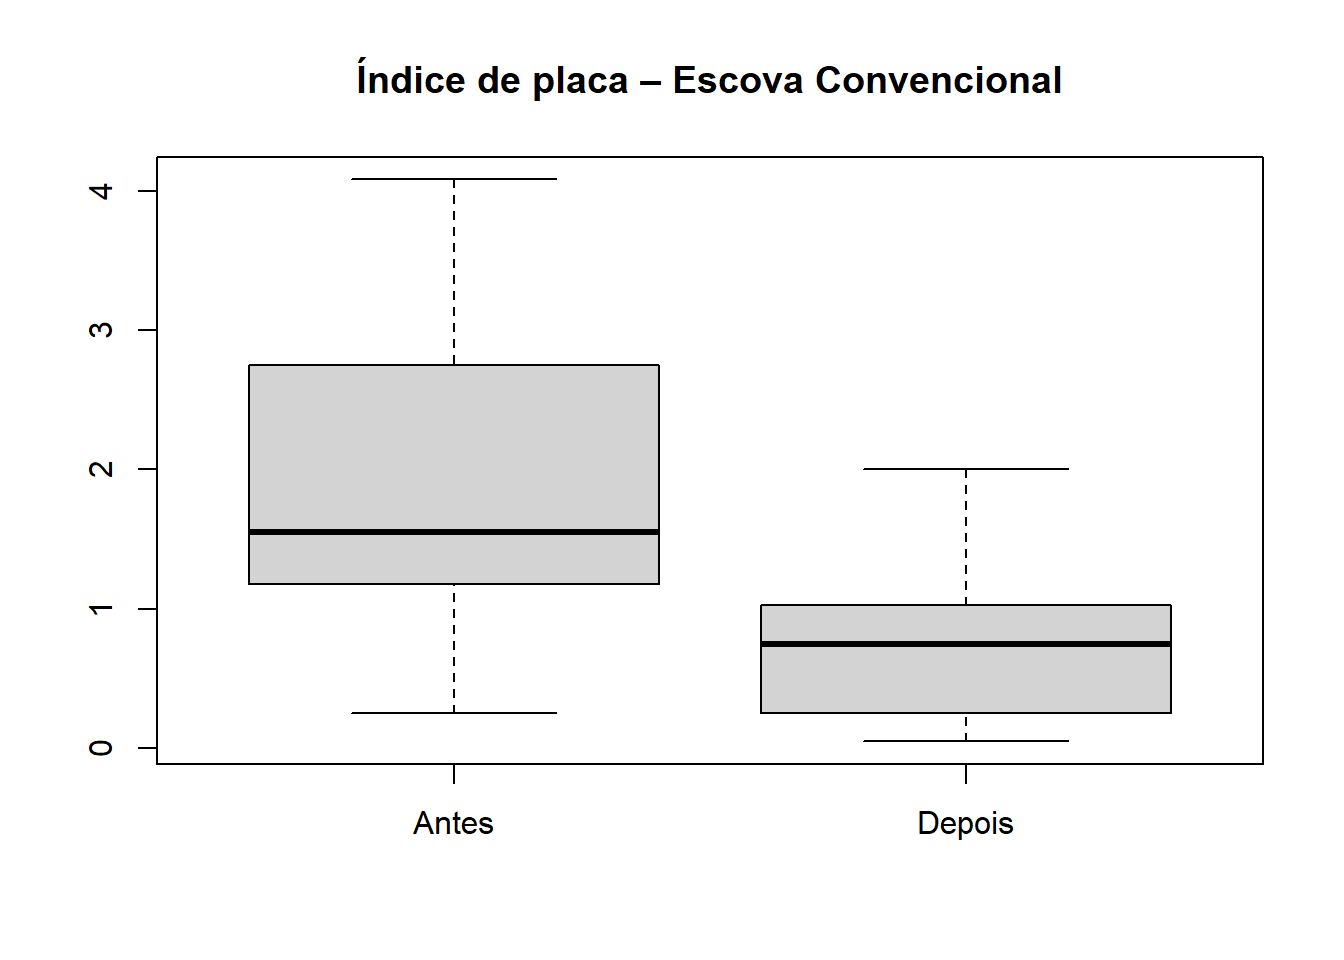 Índice de placa – Escova Convencional
4
3
2
1
0
Antes
Depois